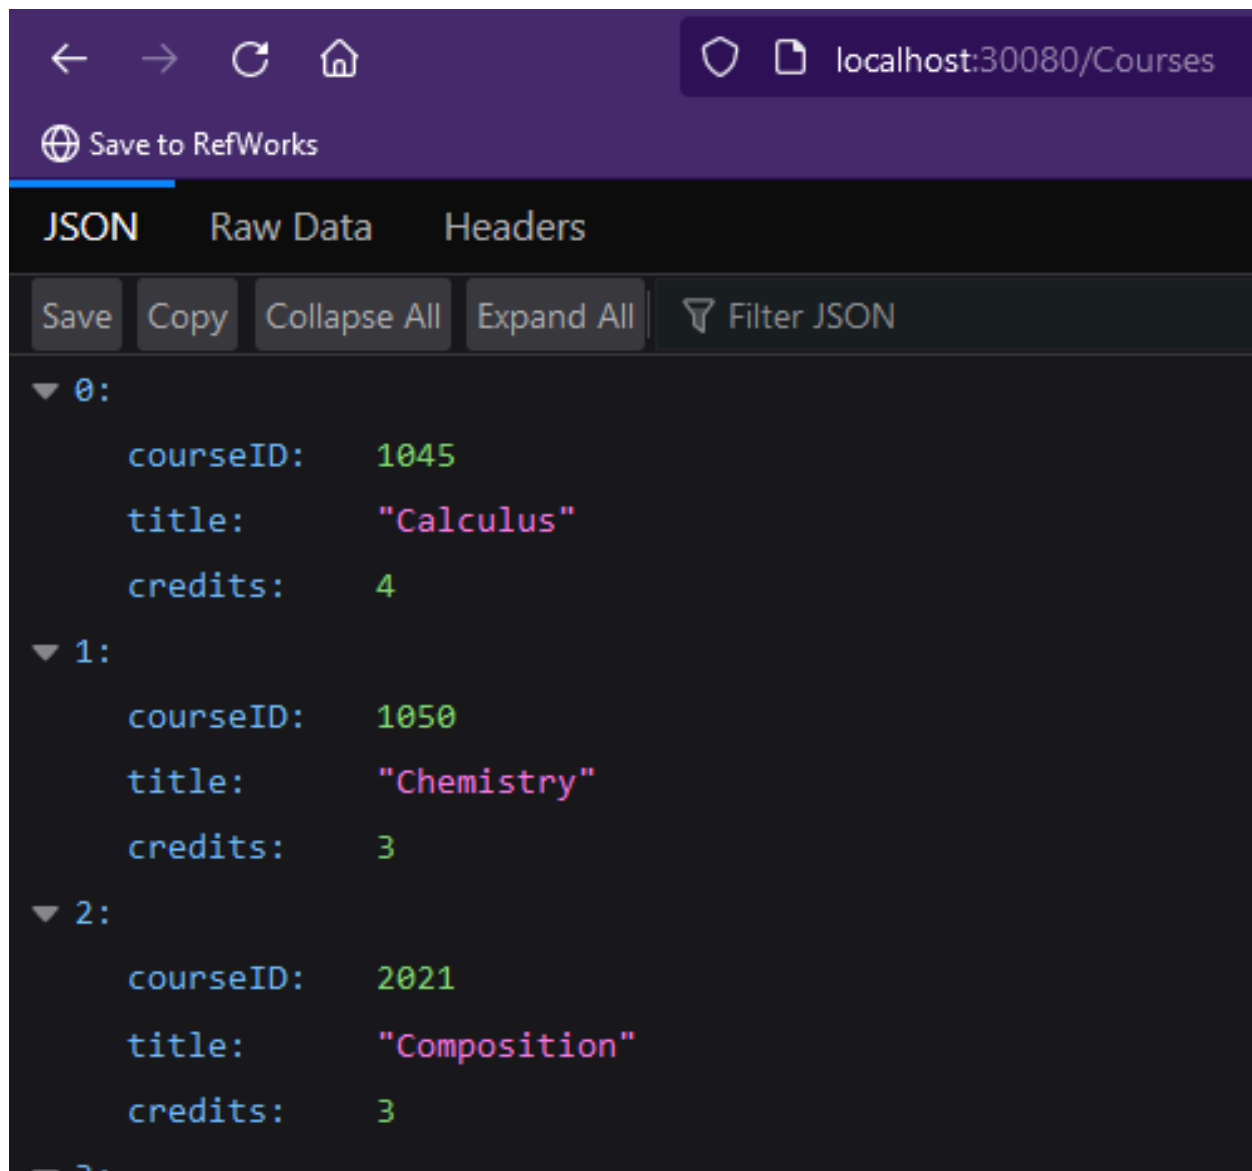 localhost:30080/Courses
Save to RefWorks
JSON Raw Data Headers
Save Copy Collapse All Expand All Filter JSON
0:
courseID: 1045
title: "Calculus"
credits: 4
1:
courseID: 1050
title: "Chemistry"
credits: 3
2:
courseID: 2021
title: "Composition"
credits: 3